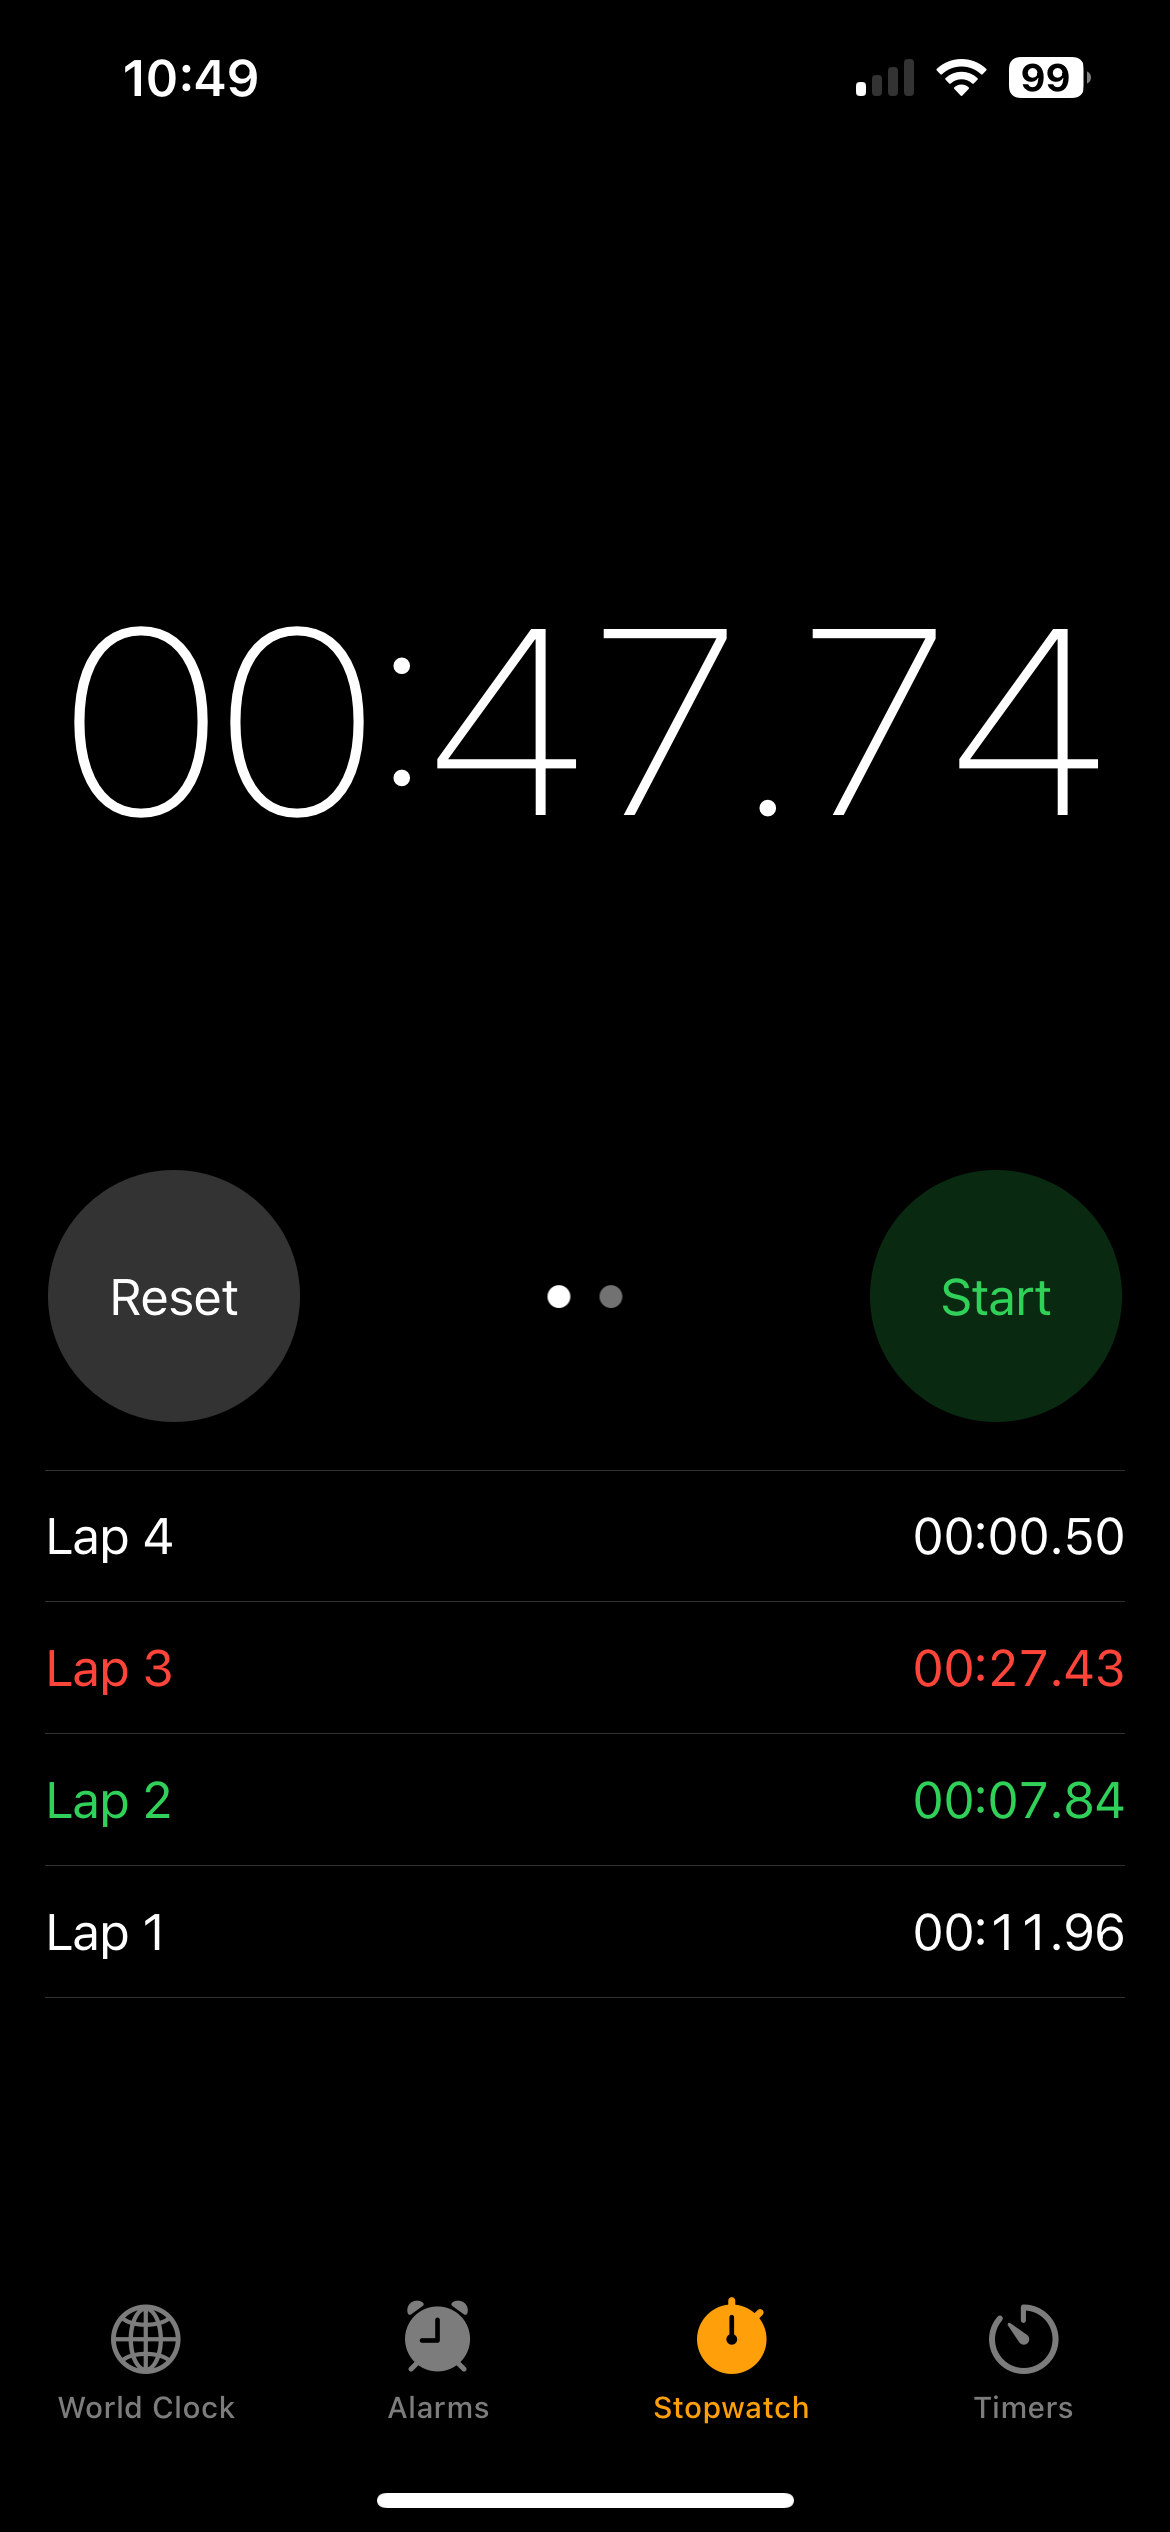 10:49 99
00:47.74
Reset Start
Lap 4 00:00.50
Lap 3 00:27.43
Lap 2 00:07.84
Lap 1 00:11.96
World Clock Alarms Stopwatch Timers